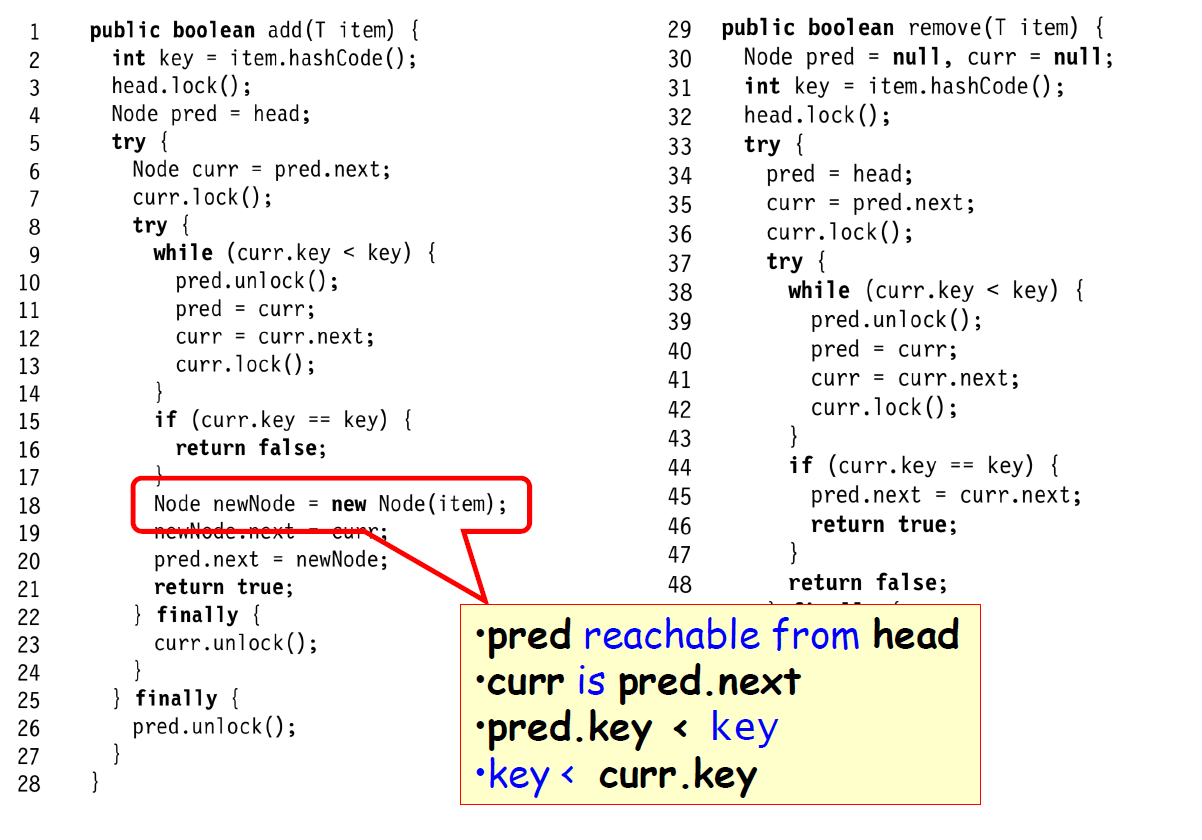 1 public boolean add(T item) {
2 int key = item.hashCode();
3 head.lock();
4 Node pred = head;
5 try {
6 Node curr = pred.next;
7 curr.lock();
8 try {
9 while (curr.key < key) {
10 pred.unlock();
11 pred = curr;
12 curr = curr.next;
13 curr.lock();
14 }
15 if (curr.key == key) {
16 return false;
17 }
18 Node newNode = new Node(item);
19 newNode.next = curr;
20 pred.next = newNode;
21 return true;
22 } finally {
23 curr.unlock();
24 }
25 } finally {
26 pred.unlock();
27 }
28 }
29 public boolean remove(T item) {
30 Node pred = null, curr = null;
31 int key = item.hashCode();
32 head.lock();
33 try {
34 pred = head;
35 curr = pred.next;
36 curr.lock();
37 try {
38 while (curr.key < key) {
39 pred.unlock();
40 pred = curr;
41 curr = curr.next;
42 curr.lock();
43 }
44 if (curr.key == key) {
45 pred.next = curr.next;
46 return true;
47 }
48 return false;
•pred reachable from head
•curr is pred.next
•pred.key < key
•key < curr.key